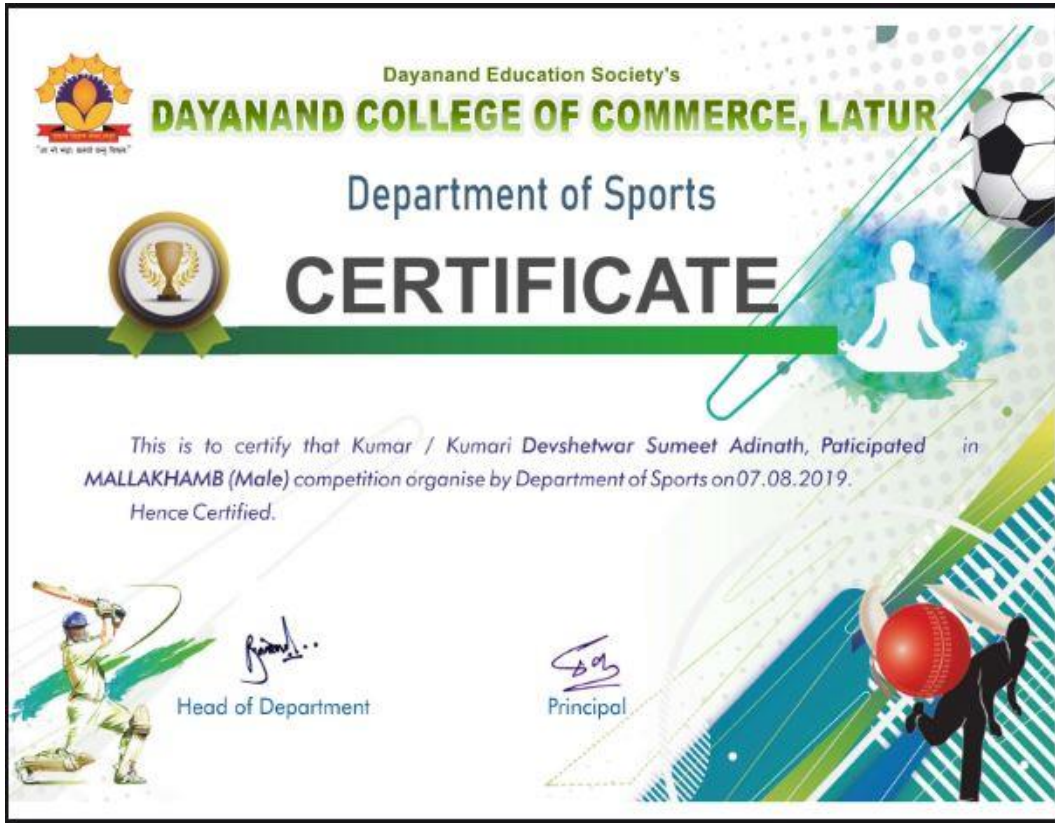 Dayanand Education Society's
DAYANAND COLLEGE OF COMMERCE, LATUR
Department of Sports
CERTIFICATE
This is to certify that Kumar / Kumari Devshetwar Sumeet Adinath, Paticipated in
MALLAKHAMB (Male) competition organise by Department of Sports on 07.08.2019.
Hence Certified.
Head of Department
Principal